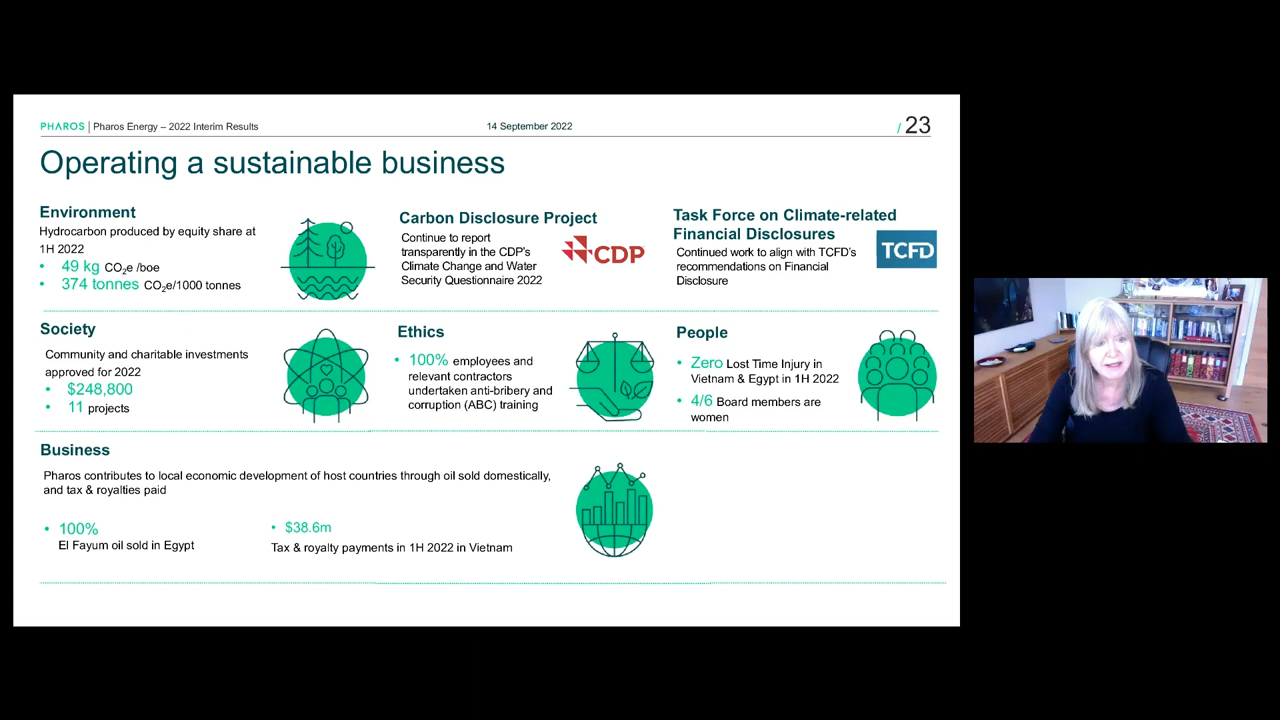 PHAROS | Pharos Energy – 2022 Interim Results
14 September 2022
/ 23
Operating a sustainable business
Environment
Hydrocarbon produced by equity share at
1H 2022
• 49 kg CO₂e /boe
• 374 tonnes CO₂e/1000 tonnes
Carbon Disclosure Project
Continue to report
transparently in the CDP's
Climate Change and Water
Security Questionnaire 2022
CDP
Task Force on Climate-related
Financial Disclosures
Continued work to align with TCFD's
recommendations on Financial
Disclosure
TCFD
Society
Community and charitable investments
approved for 2022
• $248,800
• 11 projects
Ethics
• 100% employees and
relevant contractors
undertaken anti-bribery and
corruption (ABC) training
People
• Zero Lost Time Injury in
Vietnam & Egypt in 1H 2022
• 4/6 Board members are
women
Business
Pharos contributes to local economic development of host countries through oil sold domestically,
and tax & royalties paid
• 100%
El Fayum oil sold in Egypt
• $38.6m
Tax & royalty payments in 1H 2022 in Vietnam